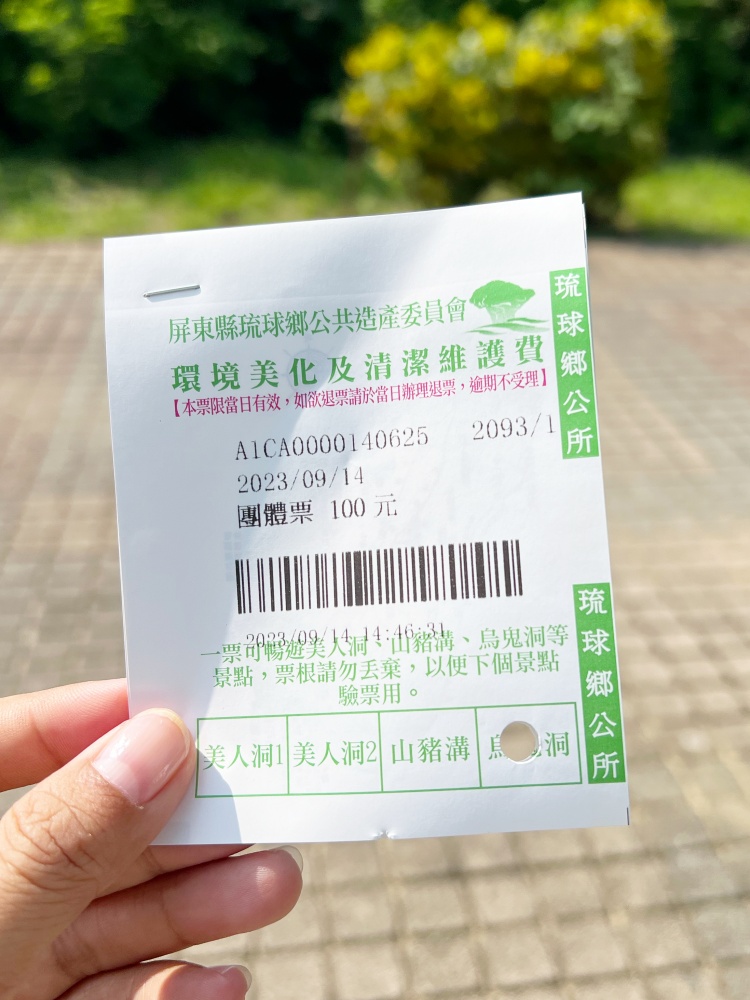 屏東縣琉球鄉公共造產委員會
環境美化及清潔維護費
【本票限當日有效，如欲退票請於當日辦理退票，逾期不受理】
A1CA0000140625 2093/1
2023/09/14
團體票 100 元
2023/09/14 14:46:31
一票可暢遊美人洞、山豬溝、烏鬼洞等
景點，票根請勿丟棄，以便下個景點
驗票用。
美人洞1 美人洞2 山豬溝 烏 洞
琉球鄉公所
琉球鄉公所